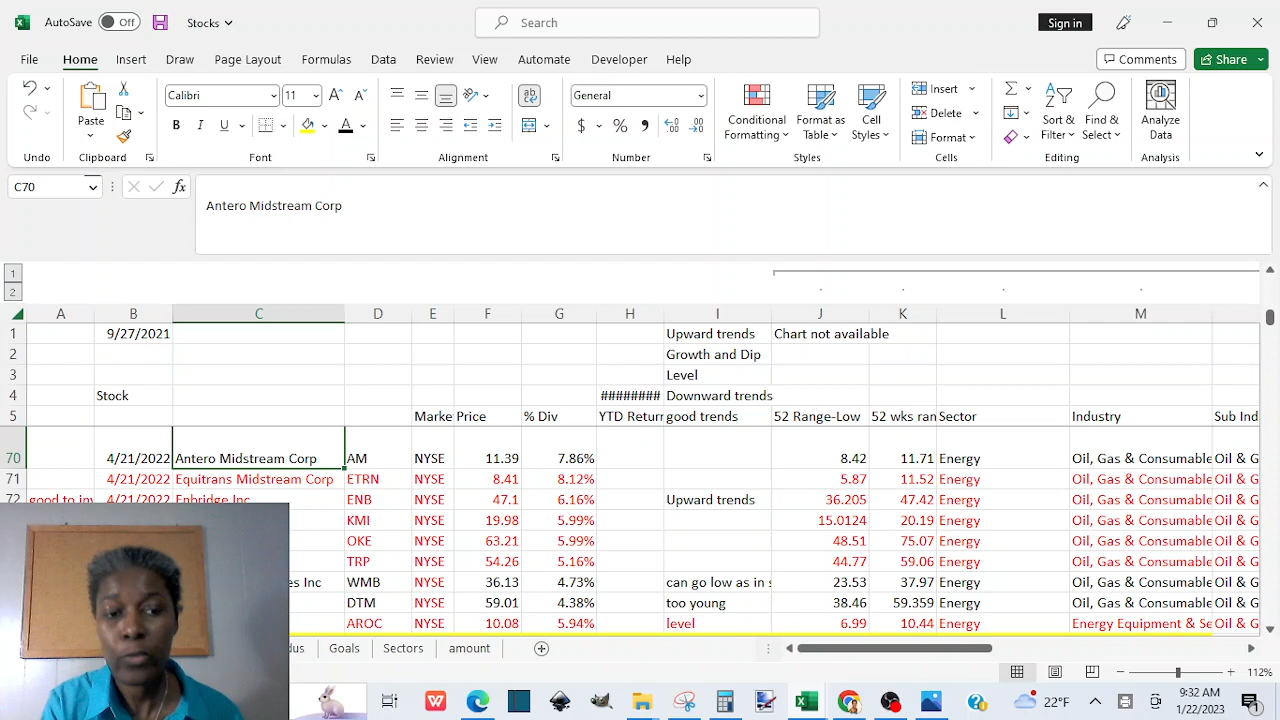 AutoSave Off Stocks Search Sign in
File Home Insert Draw Page Layout Formulas Data Review View Automate Developer Help Comments Share
Calibri 11 General Insert
Paste Conditional Format as Cell Delete Sort & Find & Analyze
Formatting Table Styles Format Filter Select Data
Undo Clipboard Font Alignment Number Styles Cells Editing Analysis
C70 fx Antero Midstream Corp
1
2
A B C D E F G H I J K L M
1 9/27/2021 Upward trends Chart not available
2 Growth and Dip
3 Level
4 Stock ######## Downward trends
5 Marke Price % Div YTD Retur good trends 52 Range-Low 52 wks ran Sector Industry Sub Ind
70 4/21/2022 Antero Midstream Corp AM NYSE 11.39 7.86% 8.42 11.71 Energy Oil, Gas & Consumable Oil & G
71 4/21/2022 Equitrans Midstream Corp ETRN NYSE 8.41 8.12% 5.87 11.52 Energy Oil, Gas & Consumable Oil & G
72 good to inv 4/21/2022 Enbridge Inc ENB NYSE 47.1 6.16% Upward trends 36.205 47.42 Energy Oil, Gas & Consumable Oil & G
KMI NYSE 19.98 5.99% 15.0124 20.19 Energy Oil, Gas & Consumable Oil & G
OKE NYSE 63.21 5.99% 48.51 75.07 Energy Oil, Gas & Consumable Oil & G
TRP NYSE 54.26 5.16% 44.77 59.06 Energy Oil, Gas & Consumable Oil & G
es Inc WMB NYSE 36.13 4.73% can go low as in s 23.53 37.97 Energy Oil, Gas & Consumable Oil & G
DTM NYSE 59.01 4.38% too young 38.46 59.359 Energy Oil, Gas & Consumable Oil & G
AROC NYSE 10.08 5.94% level 6.99 10.44 Energy Energy Equipment & Se Oil & G
dus Goals Sectors amount
112%
22°F 9:32 AM
1/22/2023 1